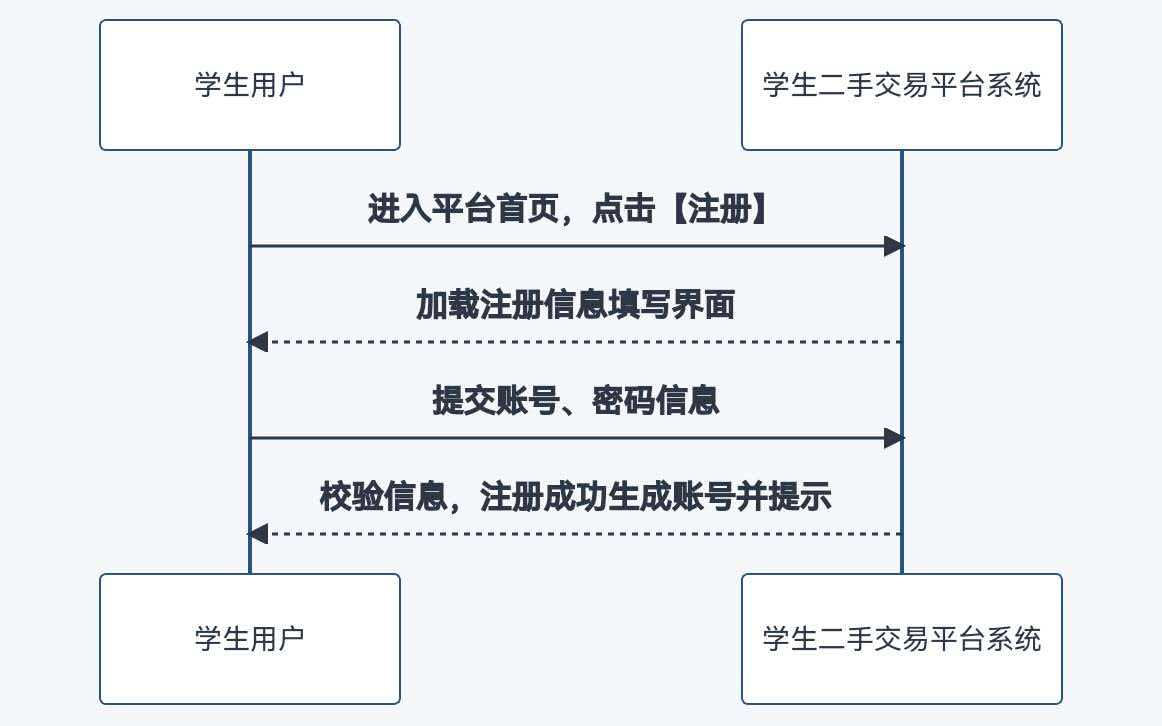 学生用户
学生二手交易平台系统
进入平台首页，点击【注册】
加载注册信息填写界面
提交账号、密码信息
校验信息，注册成功生成账号并提示
学生用户
学生二手交易平台系统